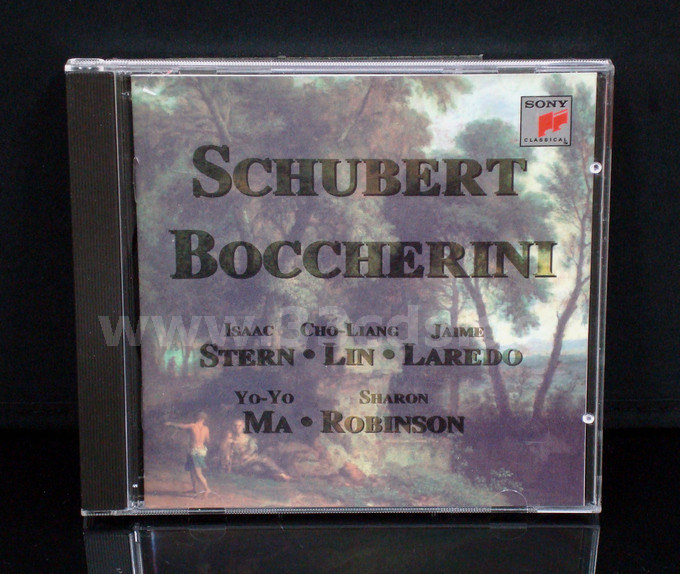 SONY
CLASSICAL
SCHUBERT
BOCCHERINI
ISAAC CHO-LIANG JAIME
STERN • LIN • LAREDO
YO-YO SHARON
MA • ROBINSON